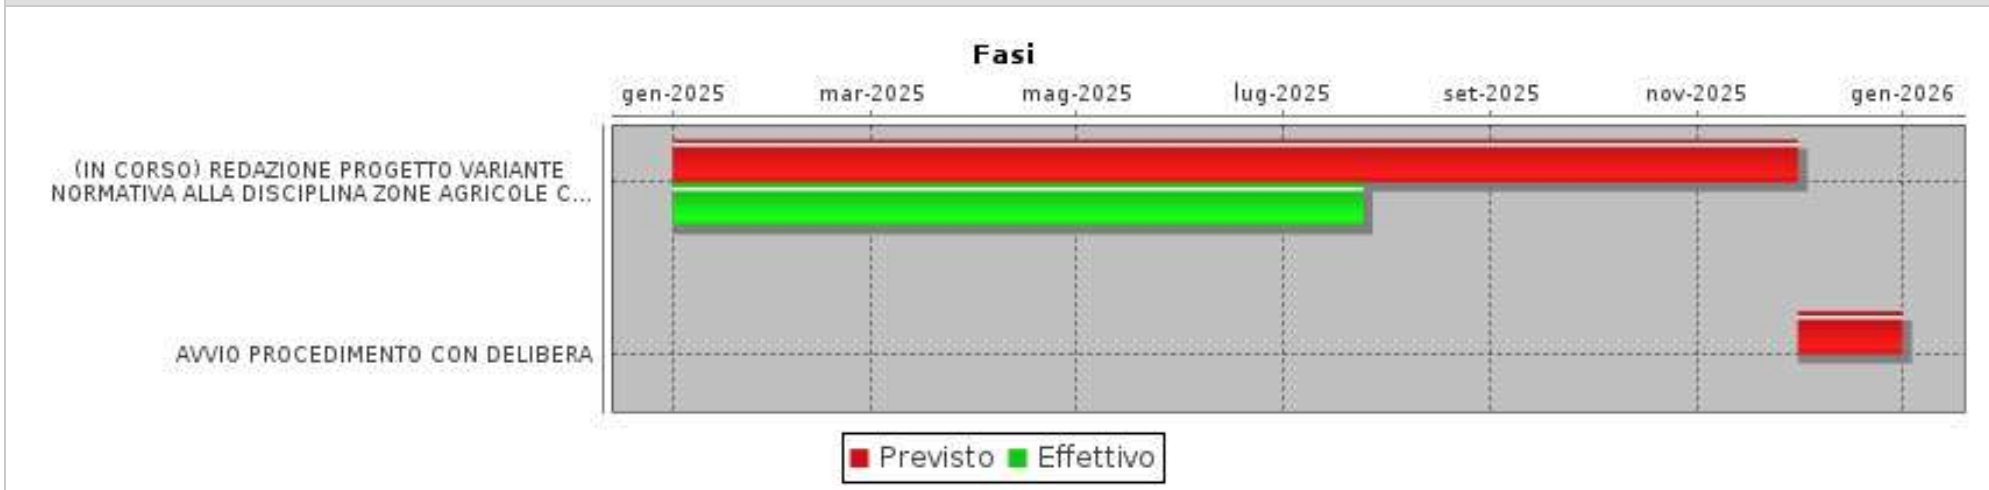 Fasi
gen-2025 mar-2025 mag-2025 lug-2025 set-2025 nov-2025 gen-2026
(IN CORSO) REDAZIONE PROGETTO VARIANTE
NORMATIVA ALLA DISCIPLINA ZONE AGRICOLE C...
AVVIO PROCEDIMENTO CON DELIBERA
Previsto Effettivo